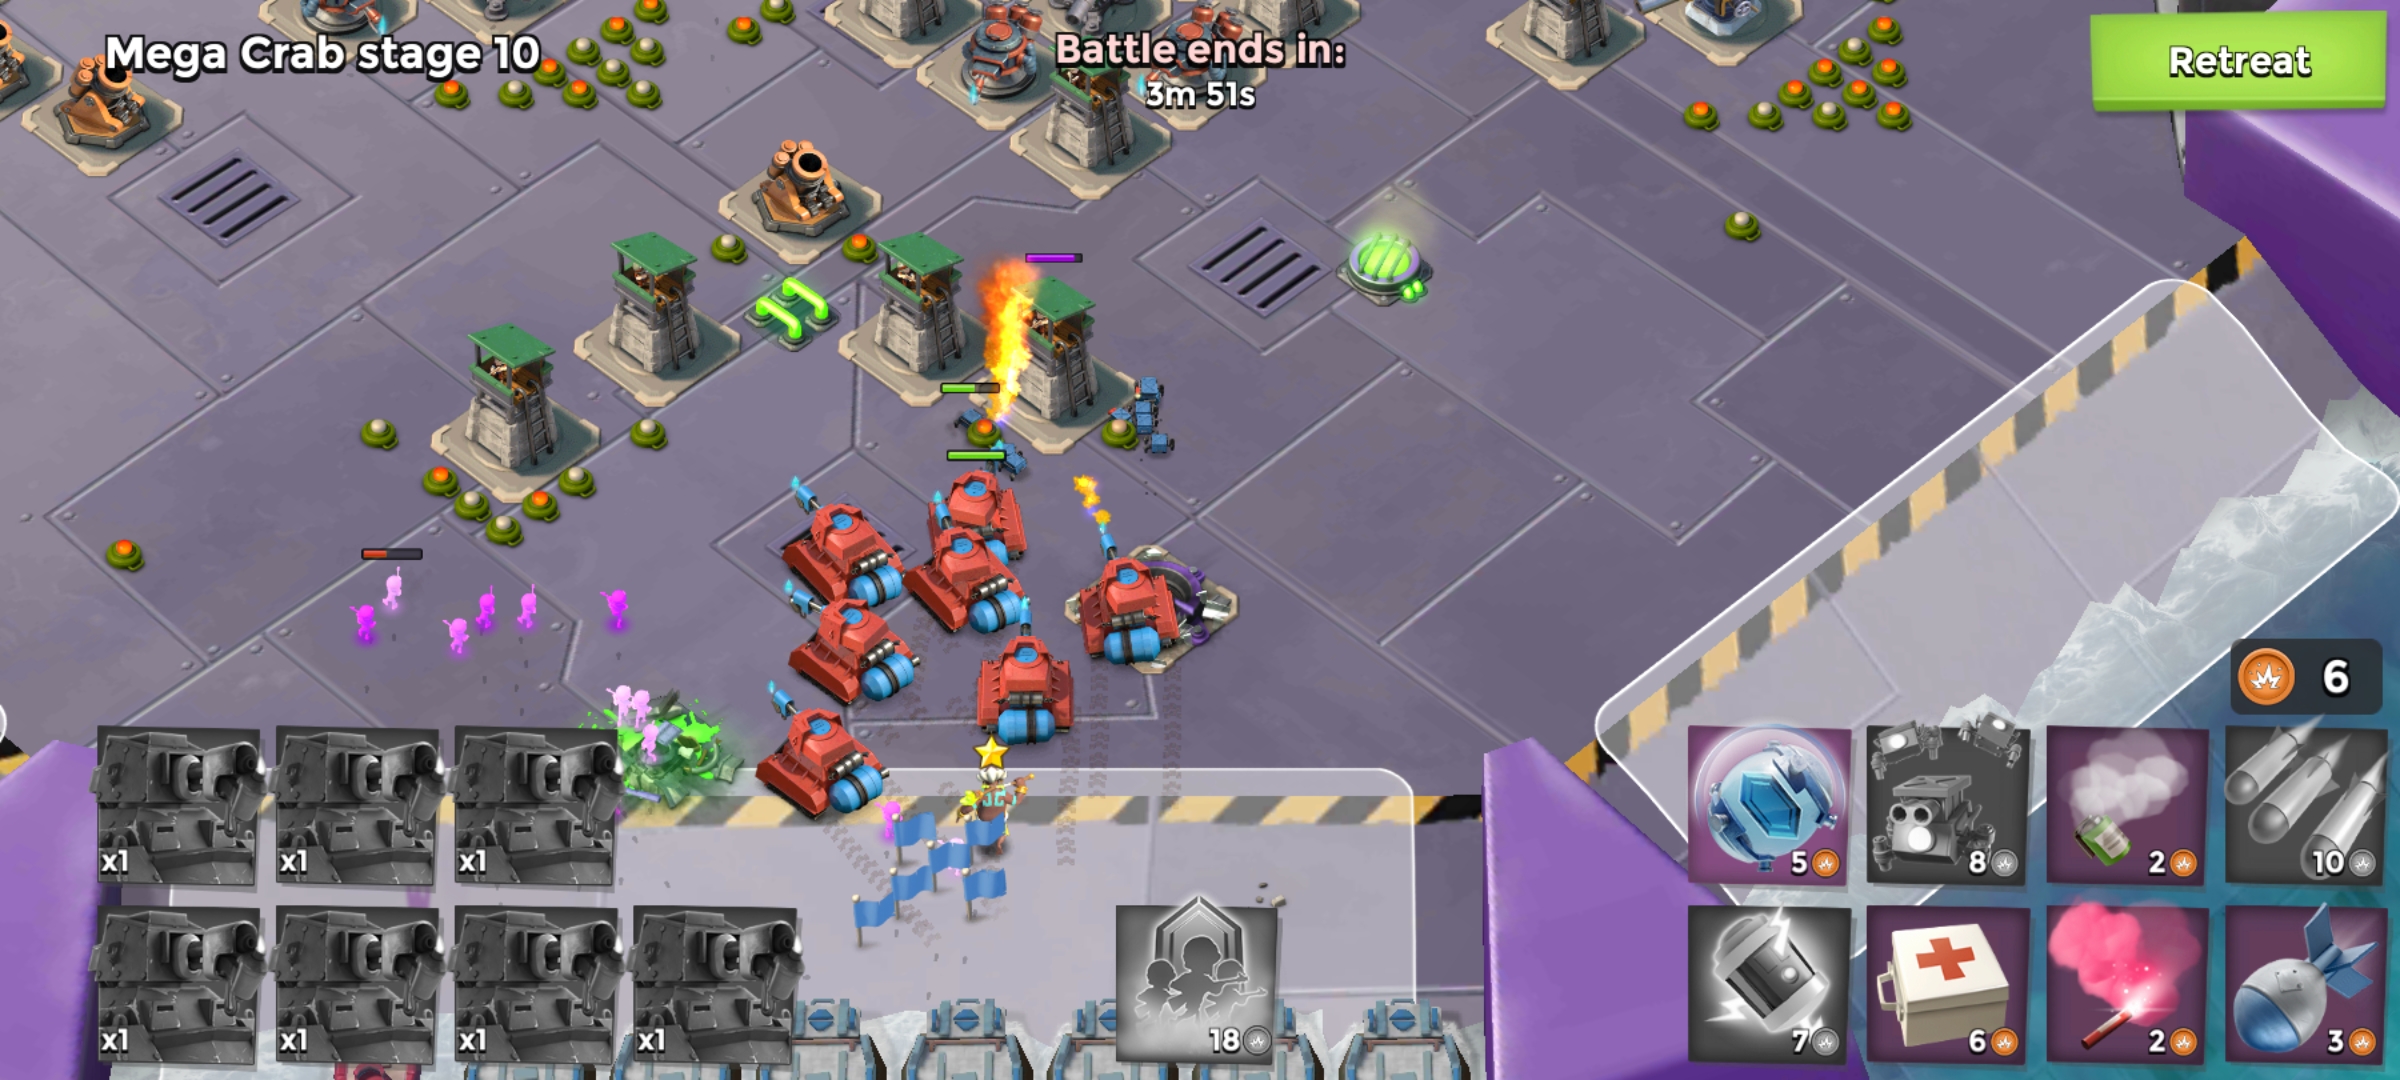 Mega Crab stage 10
Battle ends in:
3m 51s
Retreat
6
x1
x1
x1
5
8
2
10
x1
x1
x1
x1
18
7
6
2
3